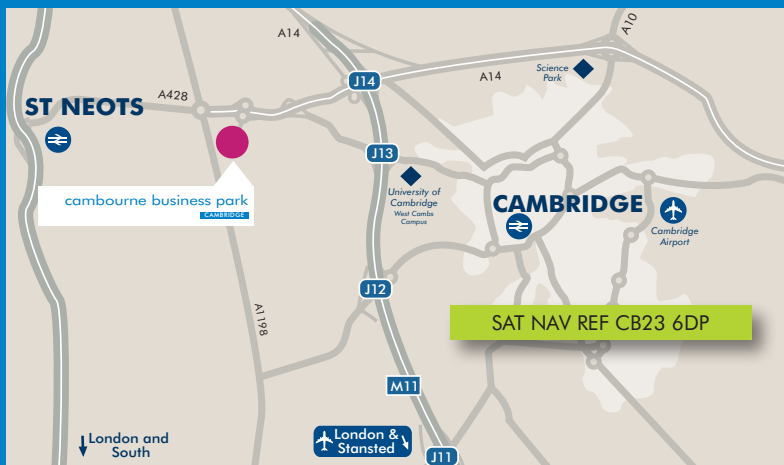 A14
A10
J14
Science
Park
A14
A428
ST NEOTS
J13
University of
Cambridge
West Cambs
Campus
cambourne business park
CAMBRIDGE
CAMBRIDGE
Cambridge
Airport
J12
A1198
SAT NAV REF CB23 6DP
M11
London and
South
London &
Stansted
J11